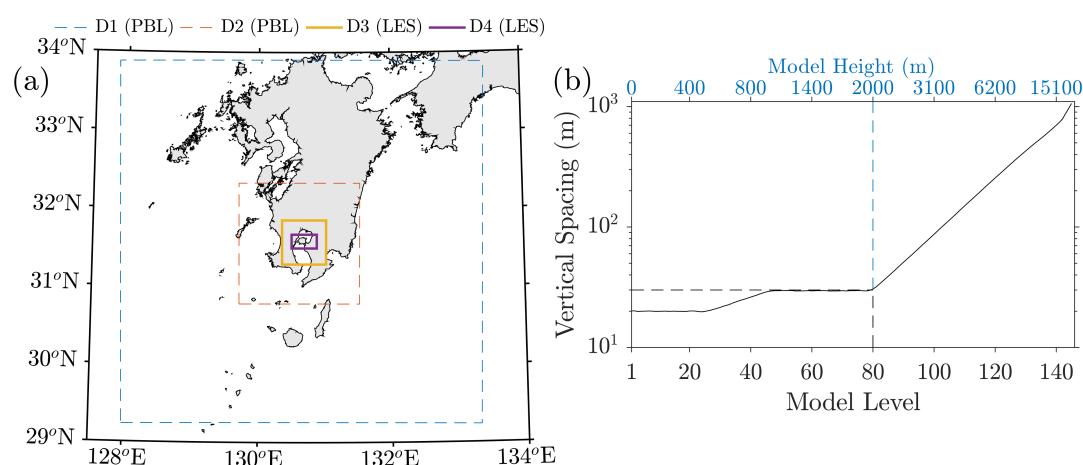 D1 (PBL) D2 (PBL) D3 (LES) D4 (LES)
(a)
34°N
33°N
32°N
31°N
30°N
29°N
128°E 130°E 132°E 134°E
(b)
Model Height (m)
0 400 800 1400 2000 3100 6200 15100
Vertical Spacing (m)
10³
10²
10¹
1 20 40 60 80 100 120 140
Model Level